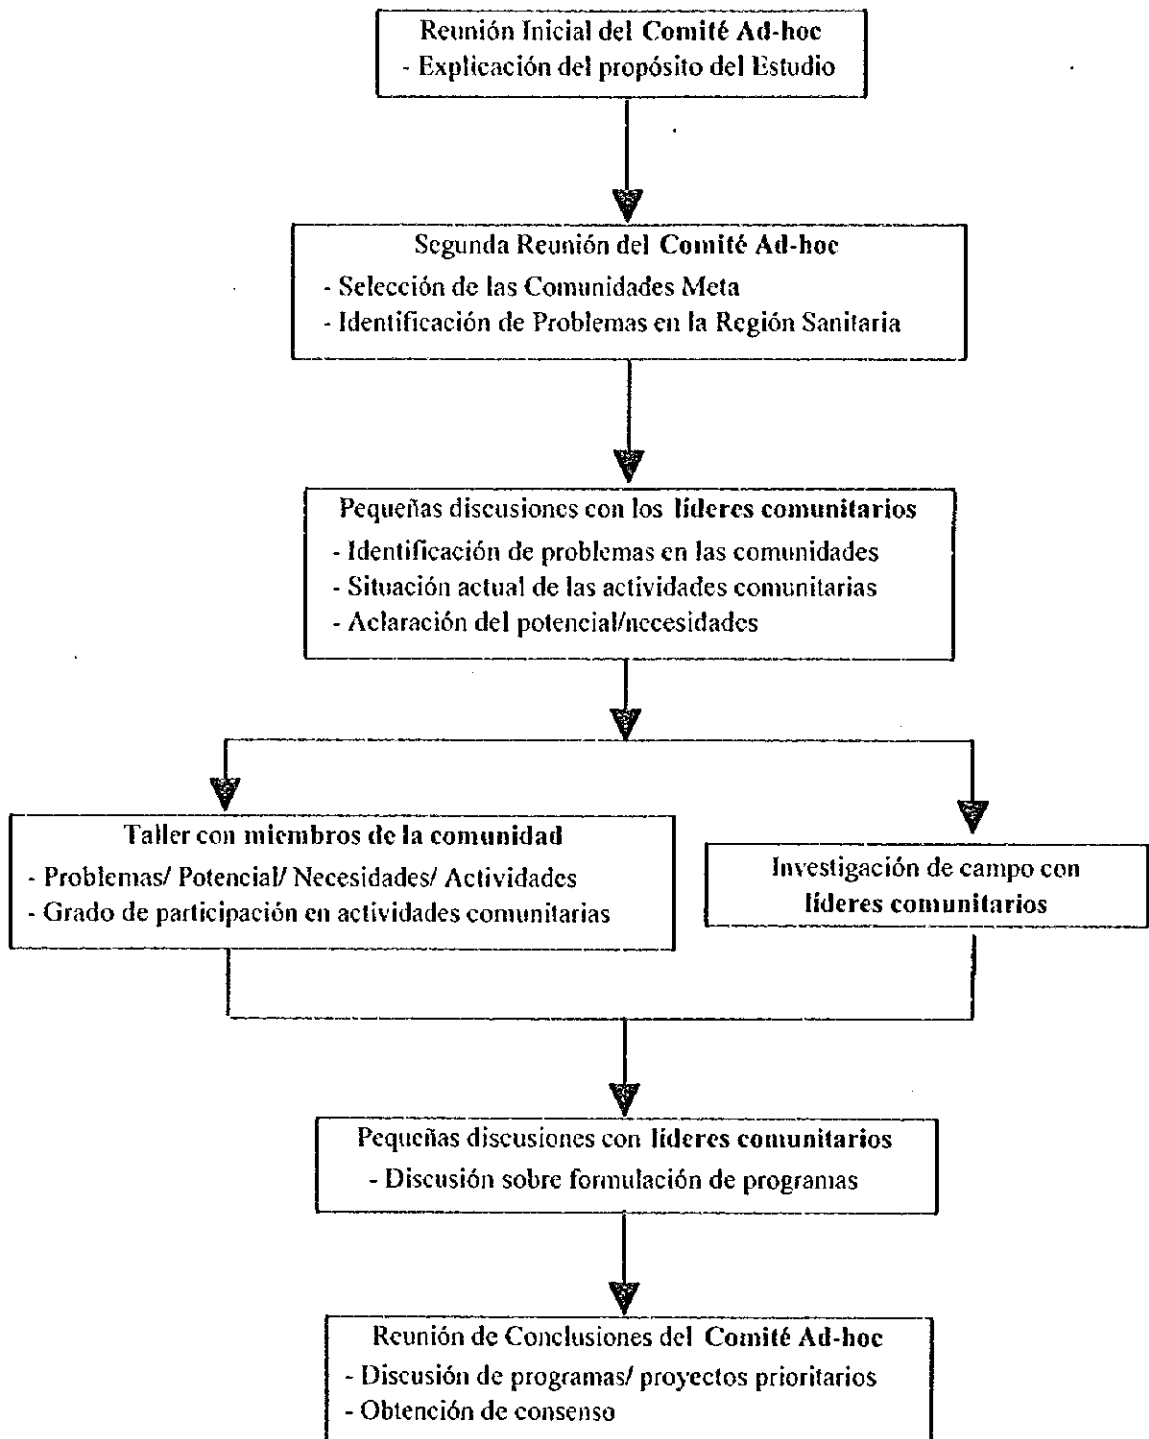 Reunión Inicial del Comité Ad-hoc
- Explicación del propósito del Estudio
Segunda Reunión del Comité Ad-hoc
- Selección de las Comunidades Meta
- Identificación de Problemas en la Región Sanitaria
Pequeñas discusiones con los líderes comunitarios
- Identificación de problemas en las comunidades
- Situación actual de las actividades comunitarias
- Aclaración del potencial/necesidades
Taller con miembros de la comunidad
- Problemas/ Potencial/ Necesidades/ Actividades
- Grado de participación en actividades comunitarias
Investigación de campo con
líderes comunitarios
Pequeñas discusiones con líderes comunitarios
- Discusión sobre formulación de programas
Reunión de Conclusiones del Comité Ad-hoc
- Discusión de programas/ proyectos prioritarios
- Obtención de consenso